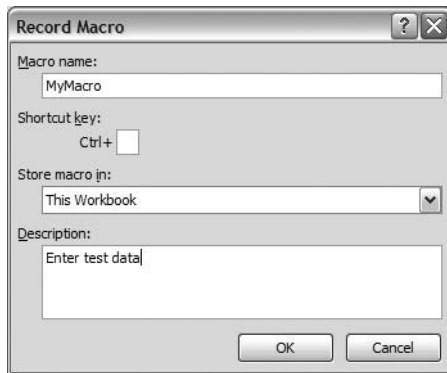 Record Macro
Macro name:
MyMacro
Shortcut key:
Ctrl+
Store macro in:
This Workbook
Description:
Enter test data
OK Cancel